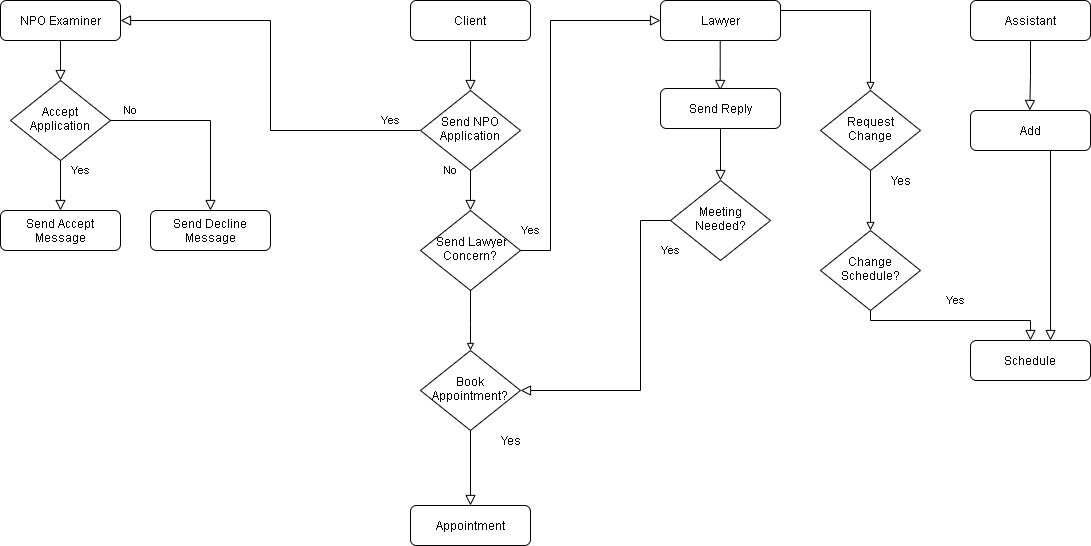 NPO Examiner
Client
Lawyer
Assistant
Accept
Application
No
Yes
Send NPO
Application
Send Reply
Request
Change
Add
Yes
No
Yes
Send Accept
Message
Send Decline
Message
Send Lawyer
Concern?
Yes
Meeting
Needed?
Yes
Change
Schedule?
Yes
Schedule
Book
Appointment?
Yes
Appointment